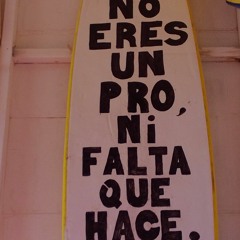 NO
ERES
UN
PRO,
Ni
FALTA
QUE
HACE.